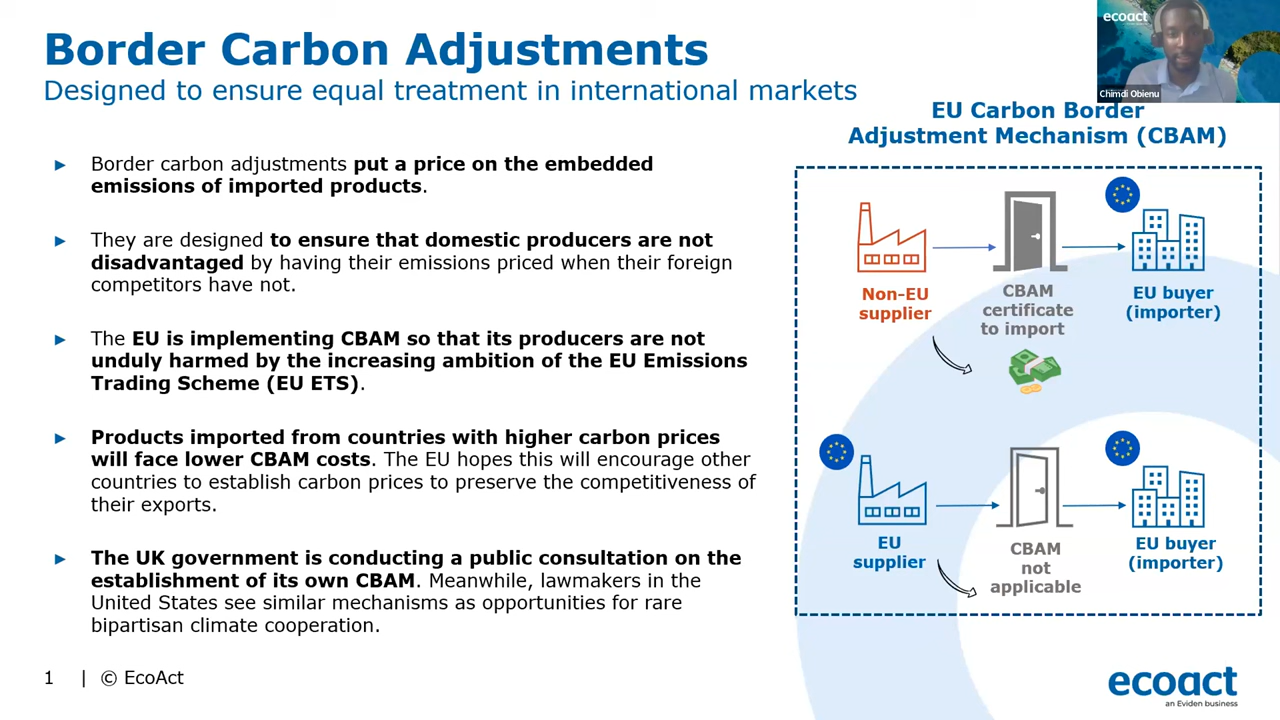 Border Carbon Adjustments
Designed to ensure equal treatment in international markets
► Border carbon adjustments put a price on the embedded
emissions of imported products.
► They are designed to ensure that domestic producers are not
disadvantaged by having their emissions priced when their foreign
competitors have not.
► The EU is implementing CBAM so that its producers are not
unduly harmed by the increasing ambition of the EU Emissions
Trading Scheme (EU ETS).
► Products imported from countries with higher carbon prices
will face lower CBAM costs. The EU hopes this will encourage other
countries to establish carbon prices to preserve the competitiveness of
their exports.
► The UK government is conducting a public consultation on the
establishment of its own CBAM. Meanwhile, lawmakers in the
United States see similar mechanisms as opportunities for rare
bipartisan climate cooperation.
ecoact
Chimdi Obienu
EU Carbon Border
Adjustment Mechanism (CBAM)
Non-EU
supplier
CBAM
certificate
to import
EU buyer
(importer)
EU
supplier
CBAM
not
applicable
EU buyer
(importer)
1 | © EcoAct
ecoact
an Eviden business